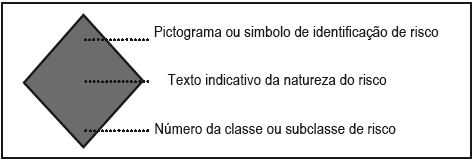 Pictograma ou simbolo de identificação de risco
Texto indicativo da natureza do risco
Número da classe ou subclasse de risco